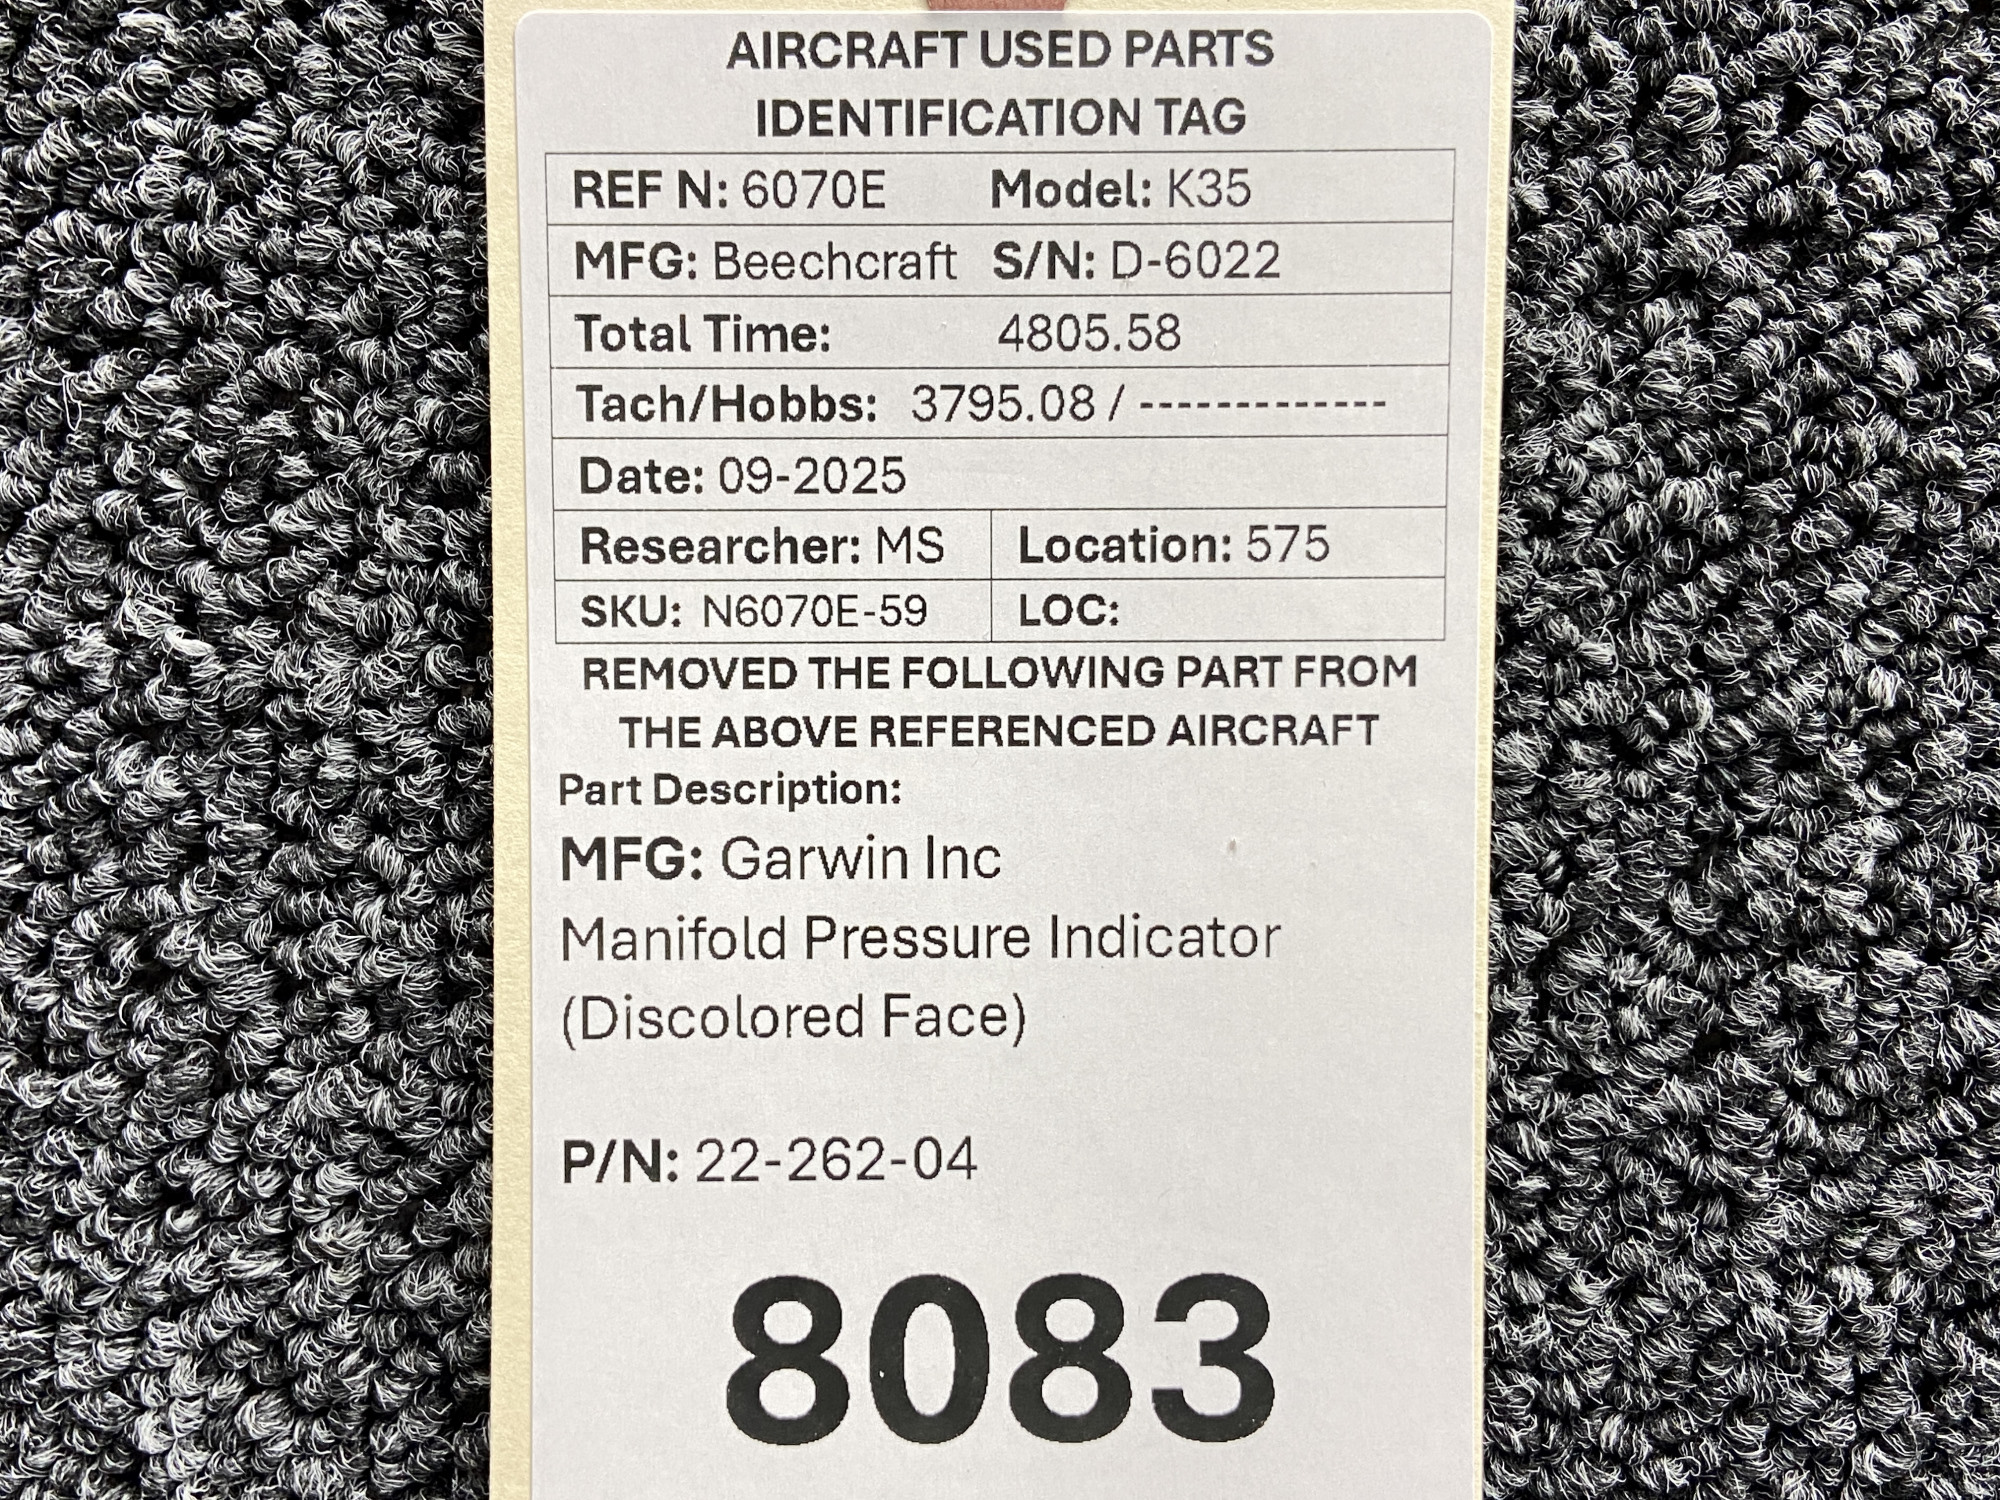 AIRCRAFT USED PARTS
IDENTIFICATION TAG
REF N: 6070E Model: K35
MFG: Beechcraft S/N: D-6022
Total Time: 4805.58
Tach/Hobbs: 3795.08 / -------------
Date: 09-2025
Researcher: MS Location: 575
SKU: N6070E-59 LOC:
REMOVED THE FOLLOWING PART FROM
THE ABOVE REFERENCED AIRCRAFT
Part Description:
MFG: Garwin Inc
Manifold Pressure Indicator
(Discolored Face)
P/N: 22-262-04
8083